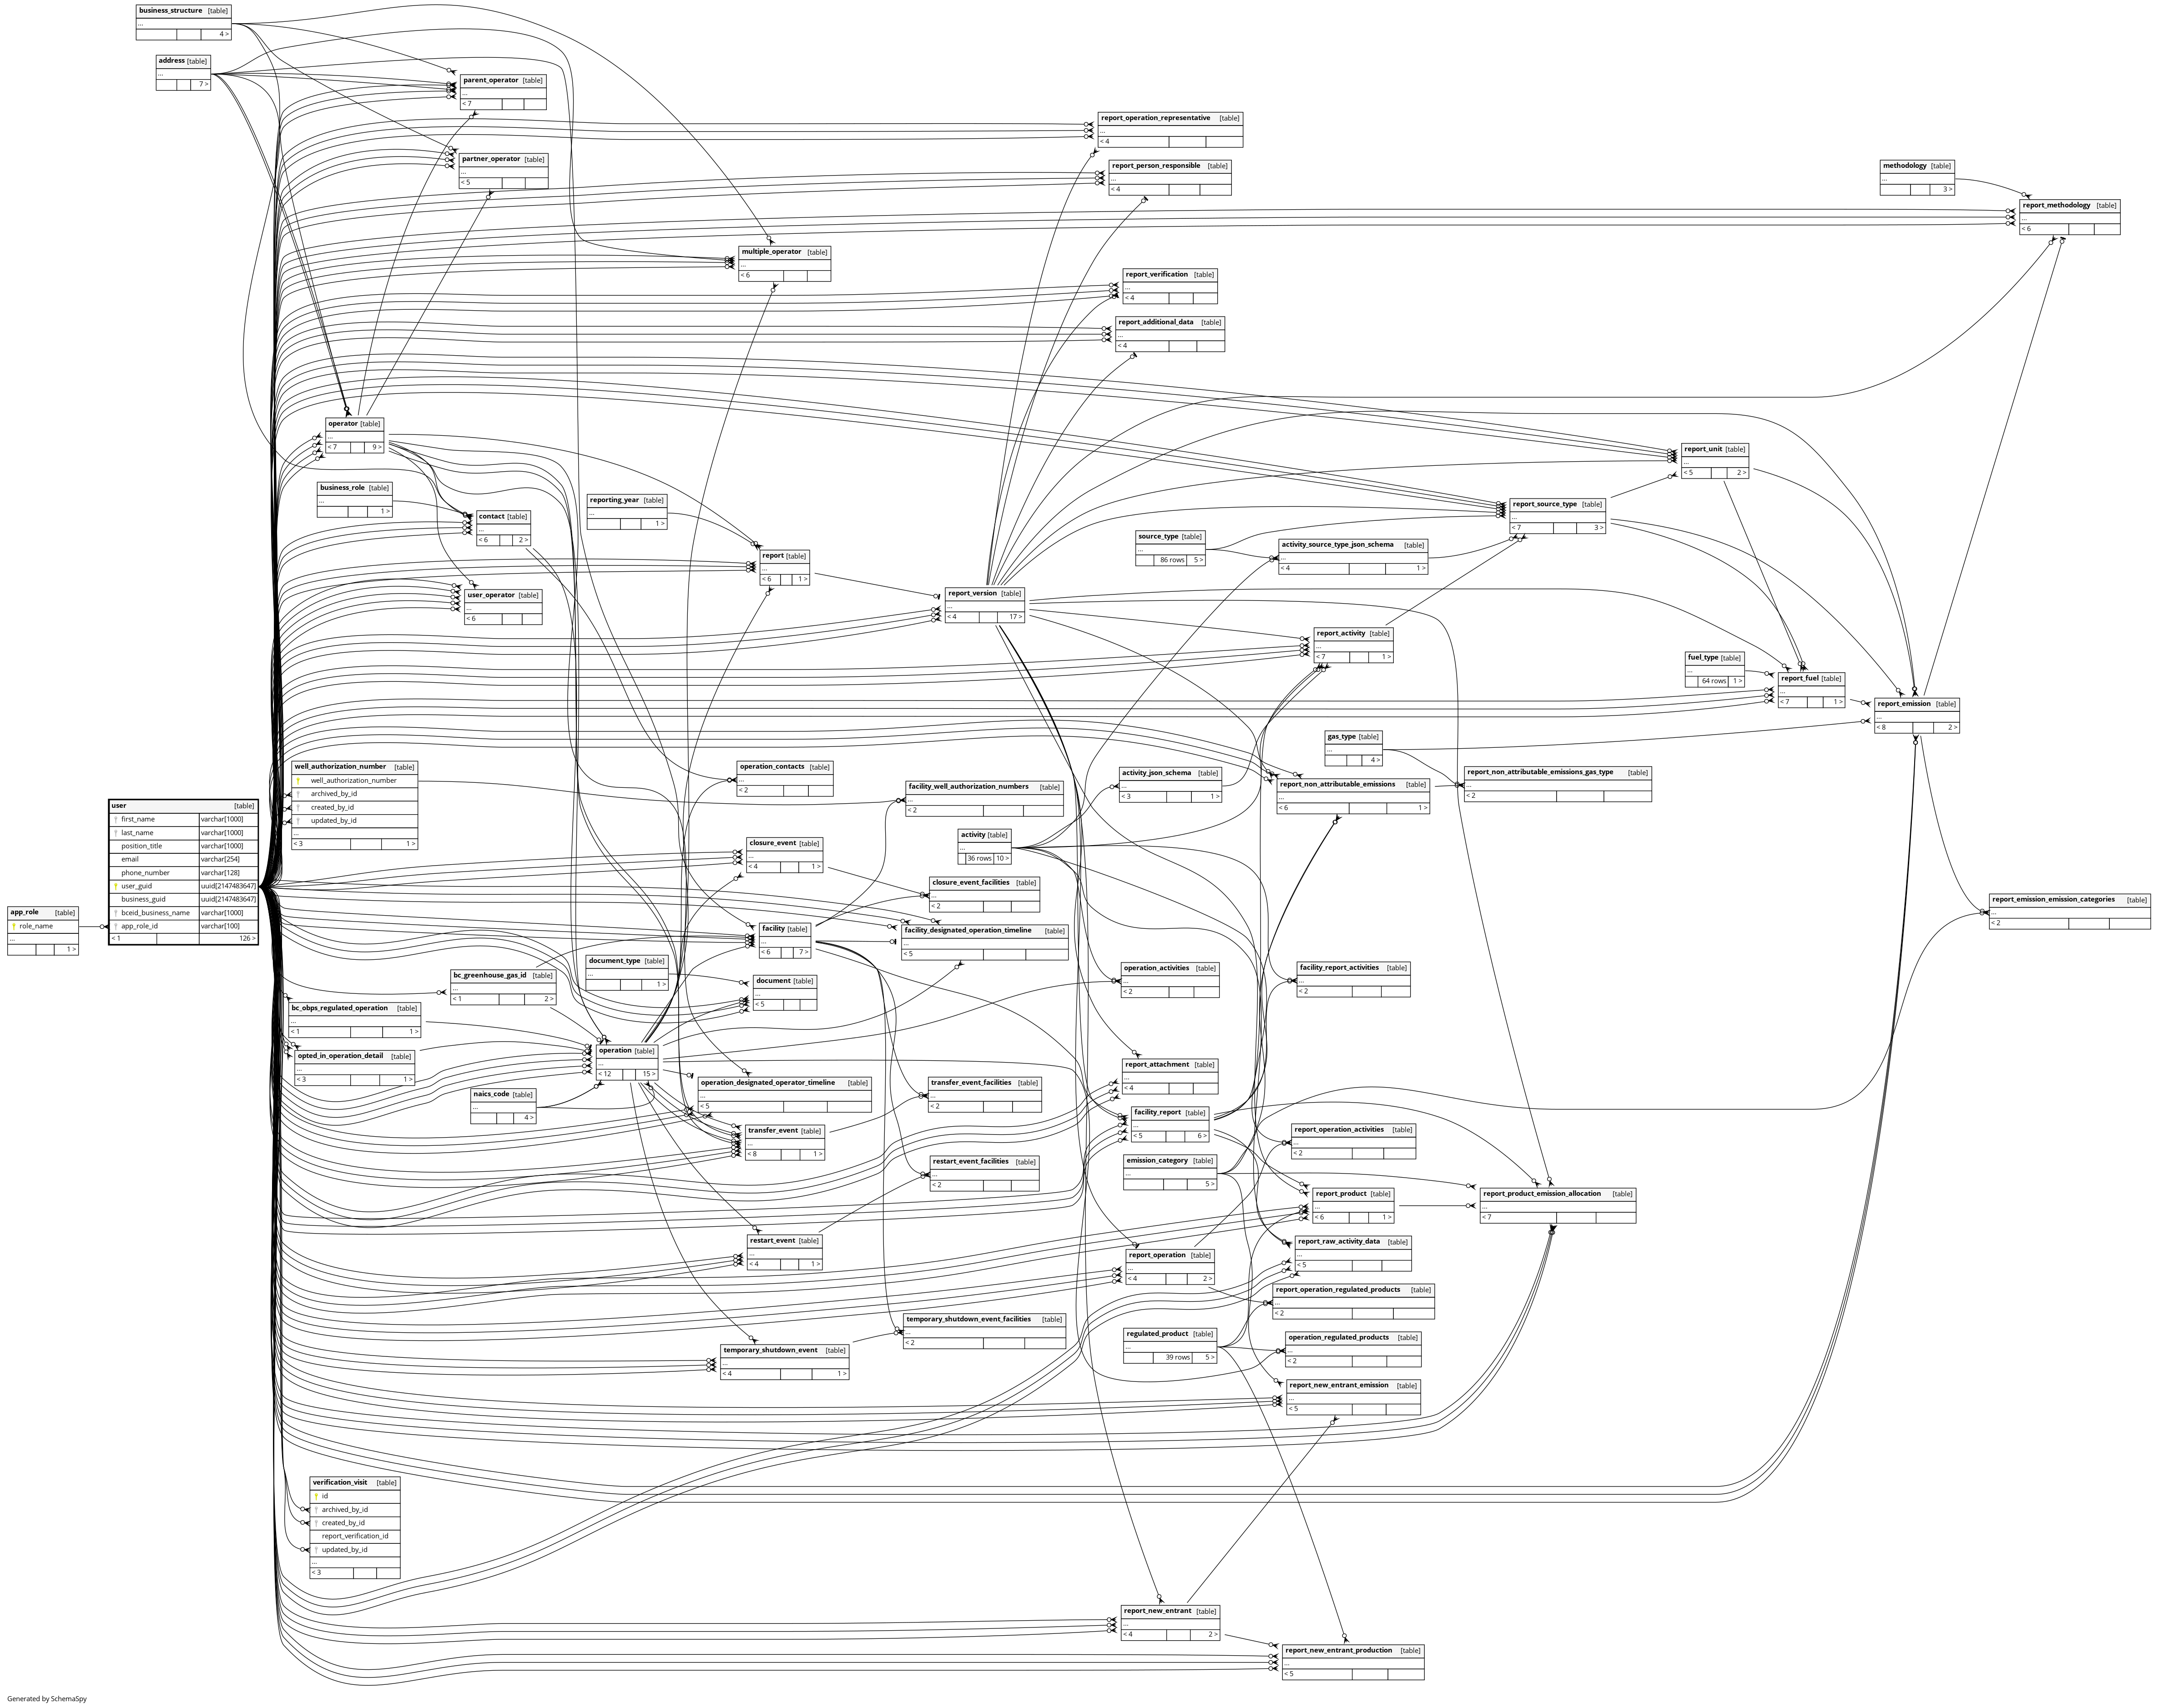 business_structure [table]
...
4 >
address [table]
...
7 >
parent_operator [table]
...
< 7
report_operation_representative [table]
...
< 4
partner_operator [table]
...
< 5
report_person_responsible [table]
...
< 4
methodology [table]
...
3 >
report_methodology [table]
...
< 6
multiple_operator [table]
...
< 6
report_verification [table]
...
< 4
report_additional_data [table]
...
< 4
operator [table]
...
< 7 9 >
report_unit [table]
...
< 5 2 >
business_role [table]
...
1 >
reporting_year [table]
...
1 >
contact [table]
...
< 6 2 >
report_source_type [table]
...
< 7 3 >
source_type [table]
...
86 rows 5 >
activity_source_type_json_schema [table]
...
< 4 1 >
report [table]
...
< 6 1 >
user_operator [table]
...
< 6
report_version [table]
...
< 4 17 >
report_activity [table]
...
< 7 1 >
fuel_type [table]
...
64 rows 1 >
report_fuel [table]
...
< 7 1 >
report_emission [table]
...
< 8 2 >
gas_type [table]
...
4 >
well_authorization_number [table]
well_authorization_number
archived_by_id
created_by_id
updated_by_id
...
< 3 1 >
operation_contacts [table]
...
< 2
facility_well_authorization_numbers [table]
...
< 2
activity_json_schema [table]
...
< 3 1 >
report_non_attributable_emissions [table]
...
< 6 1 >
report_non_attributable_emissions_gas_type [table]
...
< 2
user [table]
first_name varchar[1000]
last_name varchar[1000]
position_title varchar[1000]
email varchar[254]
phone_number varchar[128]
user_guid uuid[2147483647]
business_guid uuid[2147483647]
bceid_business_name varchar[1000]
app_role_id varchar[100]
< 1 126 >
activity [table]
...
36 rows 10 >
closure_event [table]
...
< 4 1 >
closure_event_facilities [table]
...
< 2
report_emission_emission_categories [table]
...
< 2
app_role [table]
role_name
...
1 >
facility [table]
...
< 6 7 >
facility_designated_operation_timeline [table]
...
< 5
document_type [table]
...
1 >
bc_greenhouse_gas_id [table]
...
< 1 2 >
document [table]
...
< 5
operation_activities [table]
...
< 2
facility_report_activities [table]
...
< 2
bc_obps_regulated_operation [table]
...
< 1 1 >
opted_in_operation_detail [table]
...
< 3 1 >
operation [table]
...
< 12 15 >
report_attachment [table]
...
< 4
operation_designated_operator_timeline [table]
...
< 5
transfer_event_facilities [table]
...
< 2
naics_code [table]
...
4 >
facility_report [table]
...
< 5 6 >
transfer_event [table]
...
< 8 1 >
report_operation_activities [table]
...
< 2
restart_event_facilities [table]
...
< 2
emission_category [table]
...
5 >
report_product [table]
...
< 6 1 >
report_product_emission_allocation [table]
...
< 7
restart_event [table]
...
< 4 1 >
report_operation [table]
...
< 4 2 >
report_raw_activity_data [table]
...
< 5
report_operation_regulated_products [table]
...
< 2
temporary_shutdown_event_facilities [table]
...
< 2
regulated_product [table]
...
39 rows 5 >
operation_regulated_products [table]
...
< 2
temporary_shutdown_event [table]
...
< 4 1 >
report_new_entrant_emission [table]
...
< 5
verification_visit [table]
id
archived_by_id
created_by_id
report_verification_id
updated_by_id
...
< 3
report_new_entrant [table]
...
< 4 2 >
report_new_entrant_production [table]
...
< 5
Generated by SchemaSpy